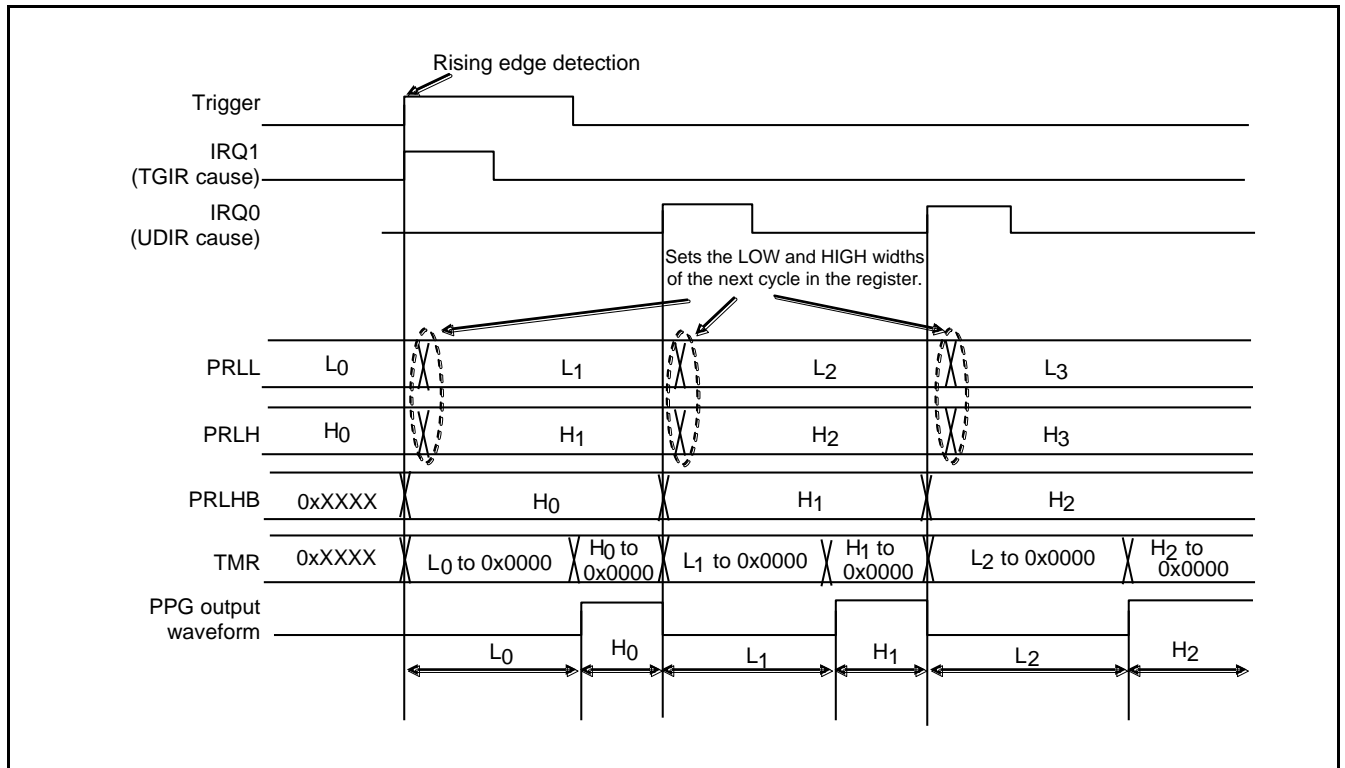 Rising edge detection
Trigger
IRQ1
(TGIR cause)
IRQ0
(UDIR cause)
Sets the LOW and HIGH widths
of the next cycle in the register.
PRLL L0 L1 L2 L3
PRLH H0 H1 H2 H3
PRLHB 0xXXXX H0 H1 H2
TMR 0xXXXX L0 to 0x0000 H0 to 0x0000 L1 to 0x0000 H1 to 0x0000 L2 to 0x0000 H2 to 0x0000
PPG output
waveform
L0 H0 L1 H1 L2 H2